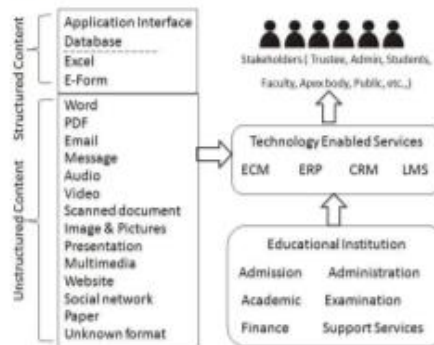 Structured Content
Application Interface
Database
Excel
E-Form
Unstructured Content
Word
PDF
Email
Message
Audio
Video
Scanned document
Image & Pictures
Presentation
Multimedia
Website
Social network
Paper
Unknown format
Stakeholders ( Trustee, Admin, Students,
Faculty, Apex body, Public, etc.,)
Technology Enabled Services
ECM ERP CRM LMS
Educational Institution
Admission Administration
Academic Examination
Finance Support Services